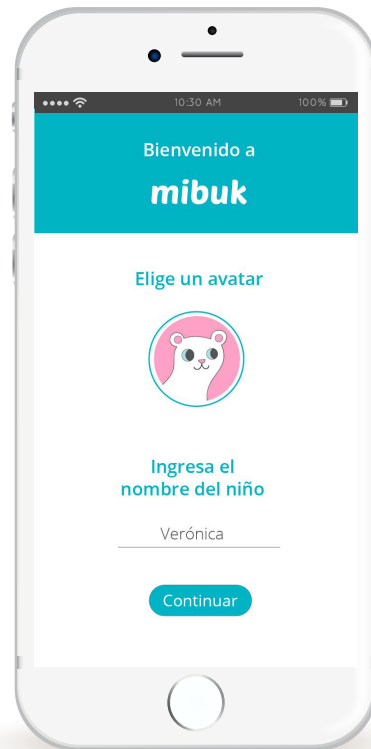 10:30 AM 100%
Bienvenido a
mibuk
Elige un avatar
Ingresa el
nombre del niño
Verónica
Continuar